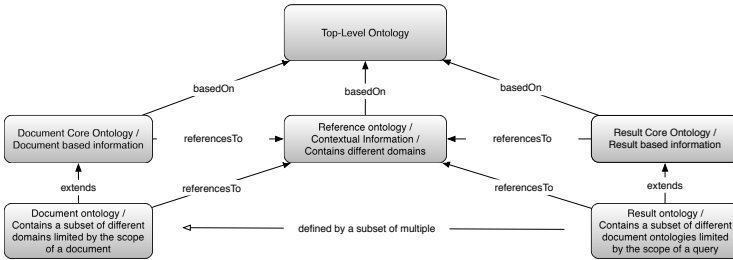 Top-Level Ontology
basedOn
basedOn
basedOn
Document Core Ontology /
Document based information
referencesTo
Reference ontology /
Contextual Information /
Contains different domains
referencesTo
Result Core Ontology /
Result based information
extends
referencesTo
referencesTo
extends
Document ontology /
Contains a subset of different
domains limited by the scope
of a document
defined by a subset of multiple
Result ontology /
Contains a subset of different
document ontologies limited
by the scope of a query